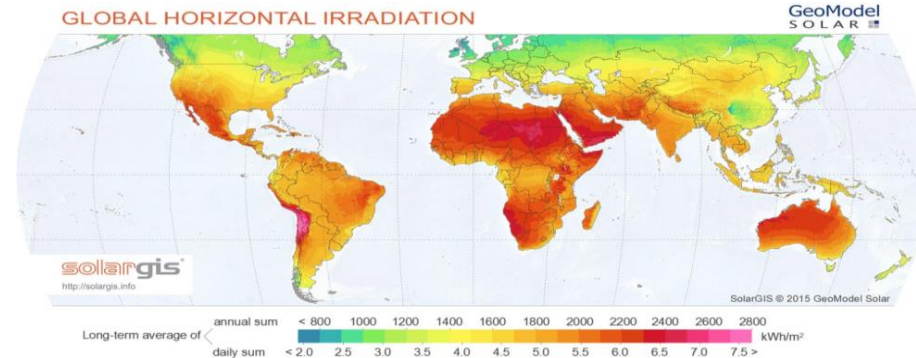 GLOBAL HORIZONTAL IRRADIATION
GeoModel
SOLAR
solargis
http://solargis.info
SolarGIS © 2015 GeoModel Solar
Long-term average of
annual sum
< 800 1000 1200 1400 1600 1800 2000 2200 2400 2600 2800
kWh/m²
daily sum
< 2.0 2.5 3.0 3.5 4.0 4.5 5.0 5.5 6.0 6.5 7.0 7.5 >